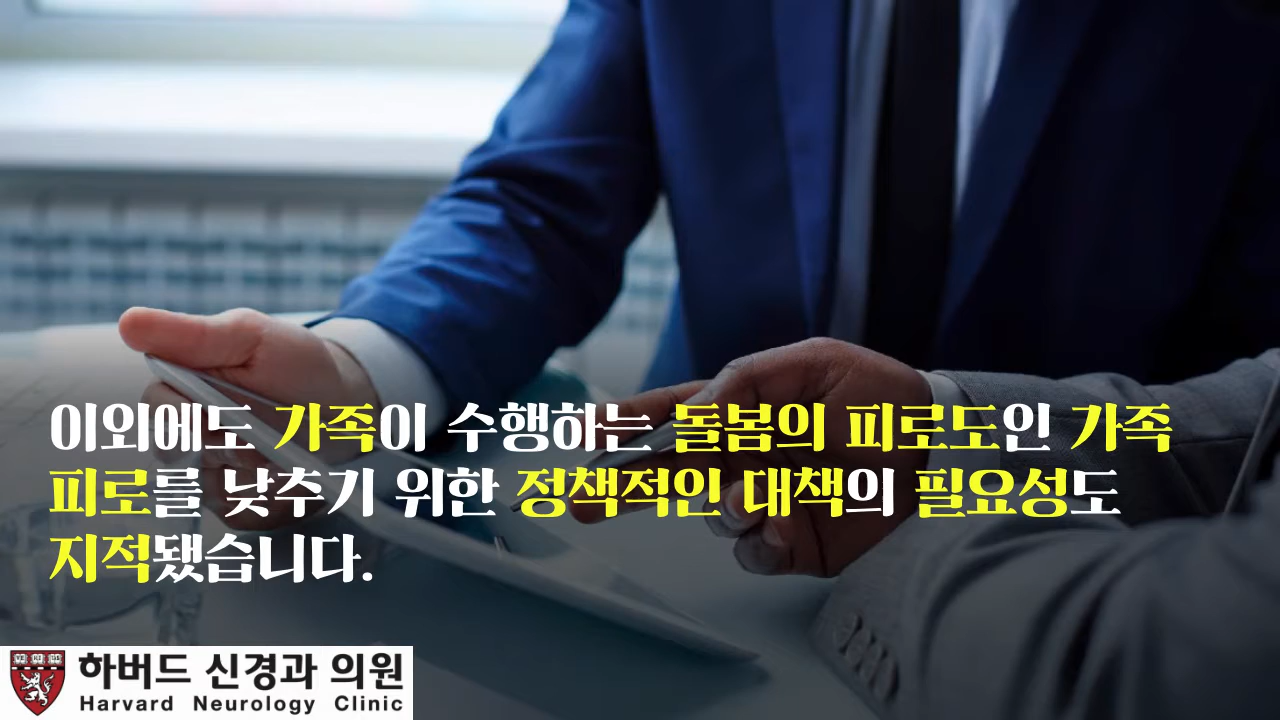 이외에도 가족이 수행하는 돌봄의 피로도인 가족
피로를 낮추기 위한 정책적인 대책의 필요성도
지적됐습니다.
하버드 신경과 의원
Harvard Neurology Clinic